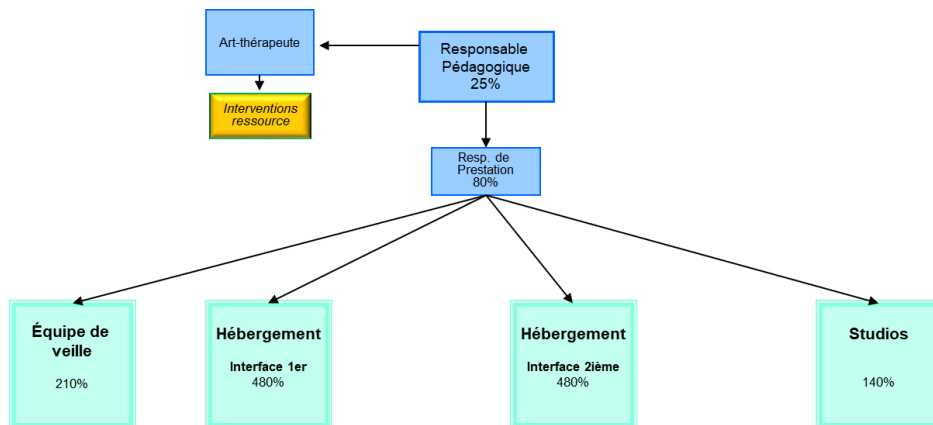 Art-thérapeute
Responsable
Pédagogique
25%
Interventions
ressource
Resp. de
Prestation
80%
Équipe de
veille
210%
Hébergement
Interface 1er
480%
Hébergement
Interface 2ième
480%
Studios
140%